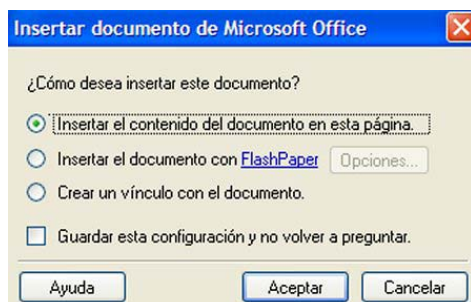 Insertar documento de Microsoft Office
¿Cómo desea insertar este documento?
Insertar el contenido del documento en esta página.
Insertar el documento con FlashPaper Opciones...
Crear un vínculo con el documento.
Guardar esta configuración y no volver a preguntar.
Ayuda Aceptar Cancelar